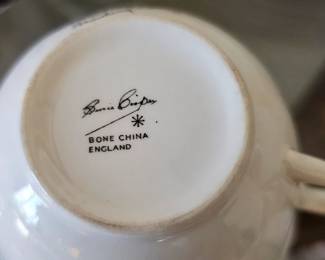 Susie Cooper
*
BONE CHINA
ENGLAND